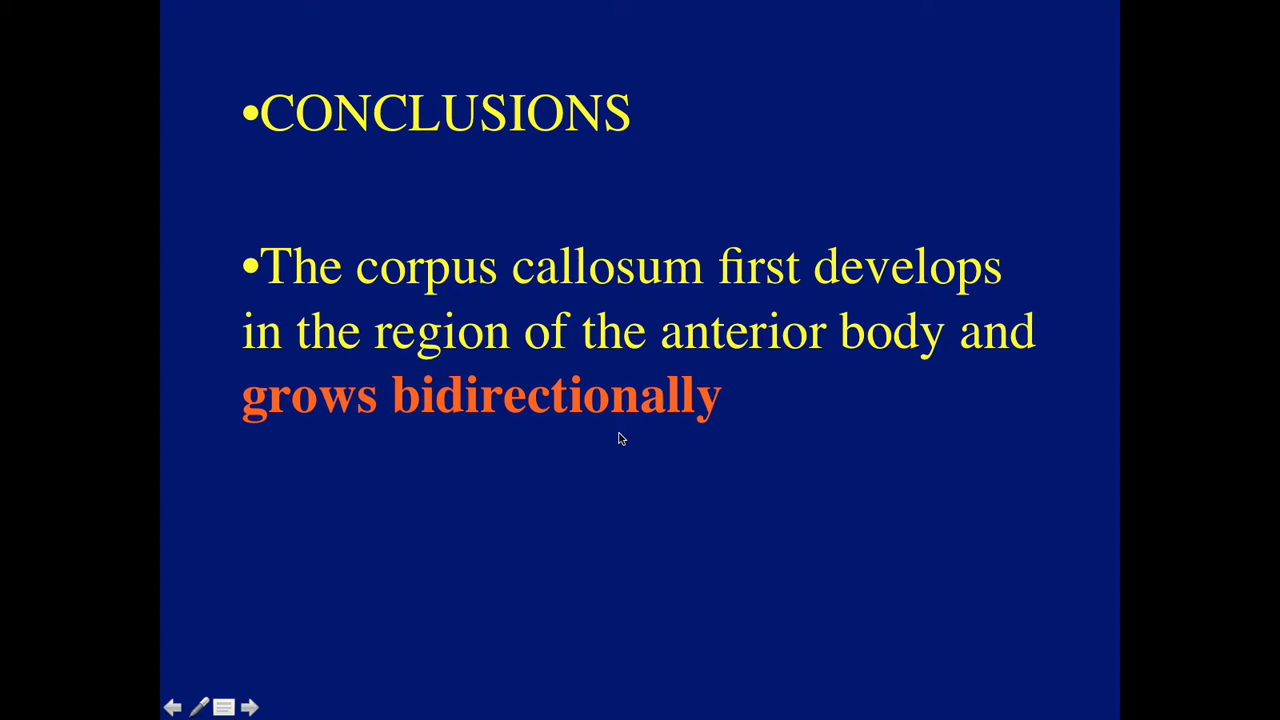 •CONCLUSIONS
•The corpus callosum first develops
in the region of the anterior body and
grows bidirectionally